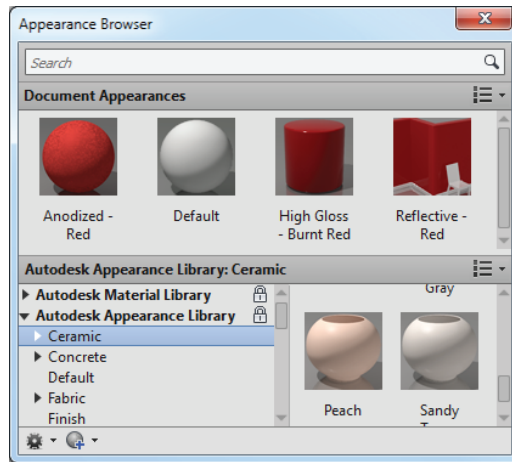 Appearance Browser
Search
Document Appearances
Anodized -
Red
Default
High Gloss
- Burnt Red
Reflective -
Red
Autodesk Appearance Library: Ceramic
Autodesk Material Library
Autodesk Appearance Library
Ceramic
Concrete
Default
Fabric
Finish
Gray
Peach
Sandy